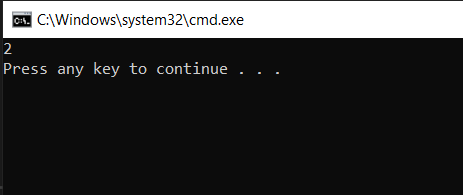 C:\Windows\system32\cmd.exe
2
Press any key to continue . . .